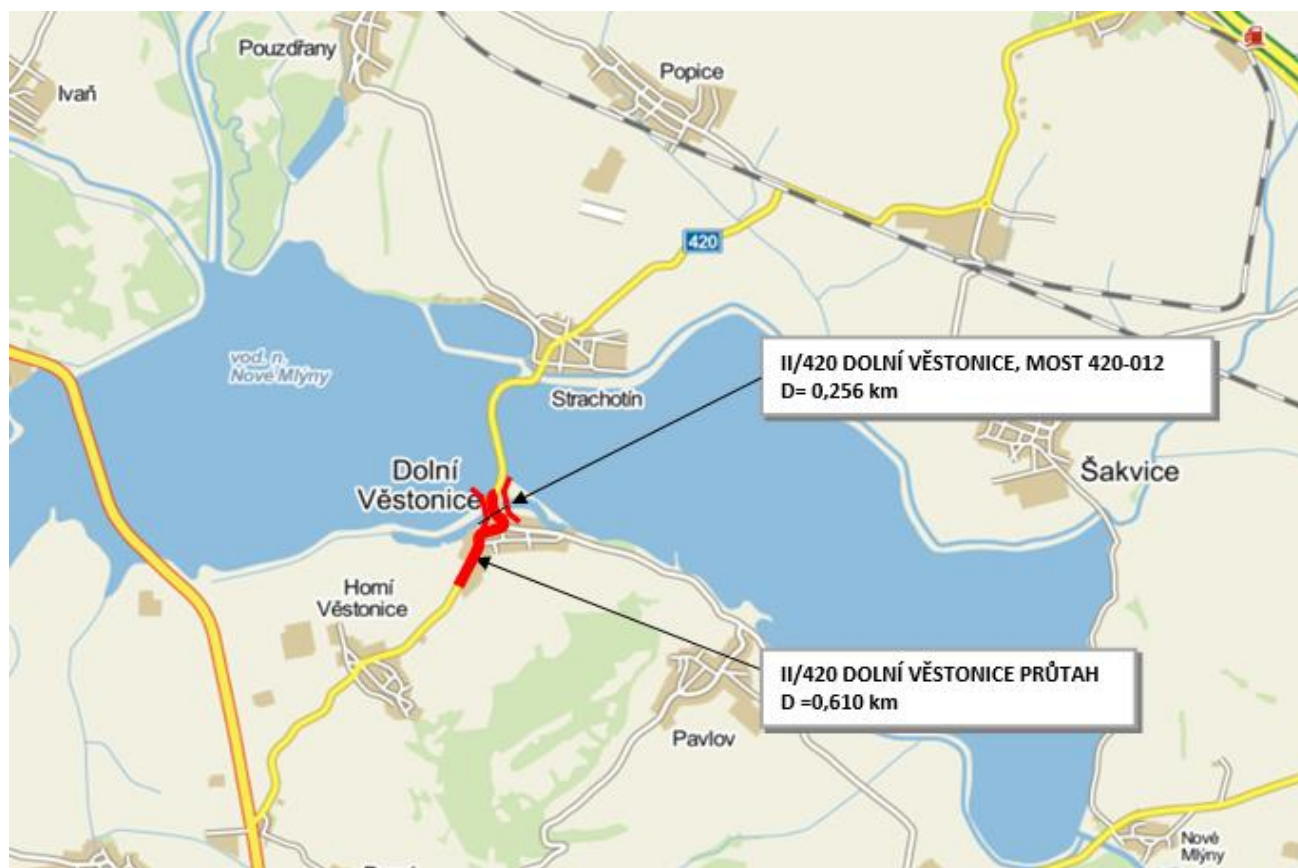 Pouzdřany
Ivaň
Popice
420
vod. n.
Nové Mlýny
II/420 DOLNÍ VĚSTONICE, MOST 420-012
D= 0,256 km
Strachotín
Dolní
Věstonice
Šakvice
Horní
Věstonice
II/420 DOLNÍ VĚSTONICE PRŮTAH
D =0,610 km
Pavlov
Nové
Mlýny